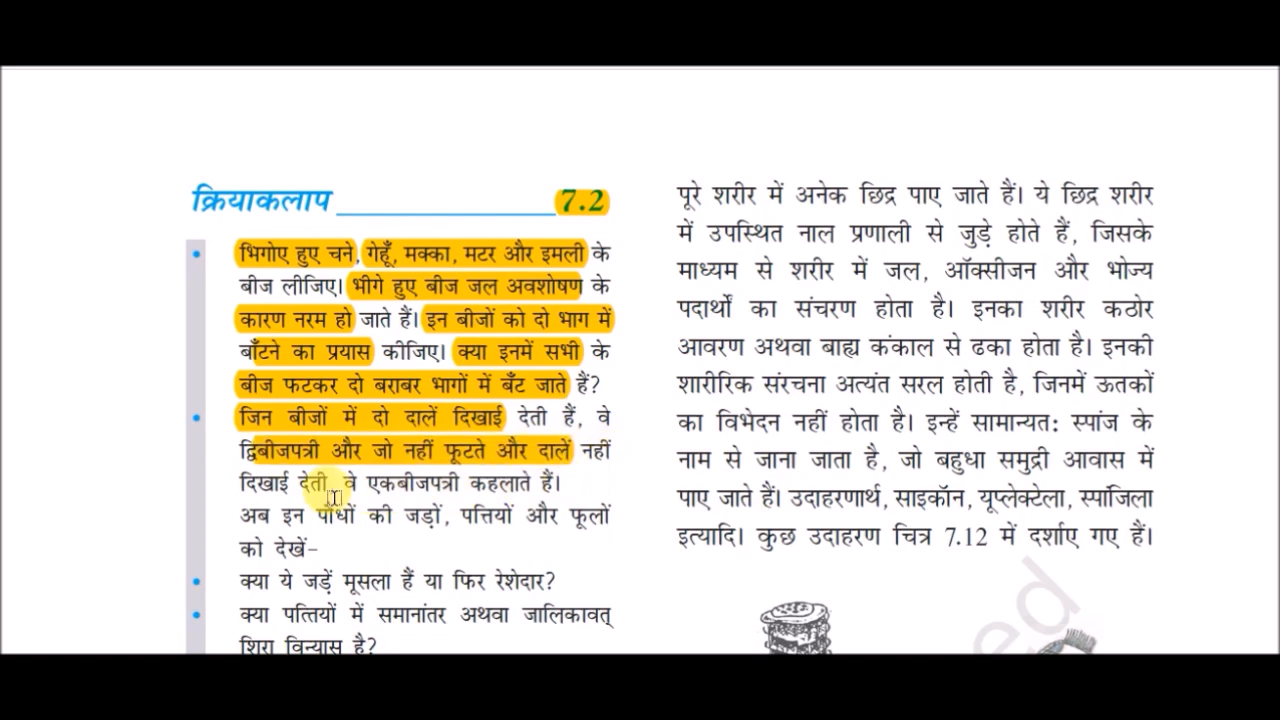 क्रियाकलाप 7.2
भिगोए हुए चने, गेहूँ, मक्का, मटर और इमली के
बीज लीजिए। भीगे हुए बीज जल अवशोषण के
कारण नरम हो जाते हैं। इन बीजों को दो भाग में
बाँटने का प्रयास कीजिए। क्या इनमें सभी के
बीज फटकर दो बराबर भागों में बँट जाते हैं?
जिन बीजों में दो दालें दिखाई देती हैं, वे
द्विबीजपत्री और जो नहीं फूटते और दालें नहीं
दिखाई देती, वे एकबीजपत्री कहलाते हैं।
अब इन पौधों की जड़ों, पत्तियों और फूलों
को देखें–
क्या ये जड़ें मूसला हैं या फिर रेशेदार?
क्या पत्तियों में समानांतर अथवा जालिकावत्
शिरा विन्यास है?
पूरे शरीर में अनेक छिद्र पाए जाते हैं। ये छिद्र शरीर
में उपस्थित नाल प्रणाली से जुड़े होते हैं, जिसके
माध्यम से शरीर में जल, ऑक्सीजन और भोज्य
पदार्थों का संचरण होता है। इनका शरीर कठोर
आवरण अथवा बाह्य कंकाल से ढका होता है। इनकी
शारीरिक संरचना अत्यंत सरल होती है, जिनमें ऊतकों
का विभेदन नहीं होता है। इन्हें सामान्यत: स्पांज के
नाम से जाना जाता है, जो बहुधा समुद्री आवास में
पाए जाते हैं। उदाहरणार्थ, साइकॉन, यूप्लेक्टेला, स्पांजिला
इत्यादि। कुछ उदाहरण चित्र 7.12 में दर्शाए गए हैं।